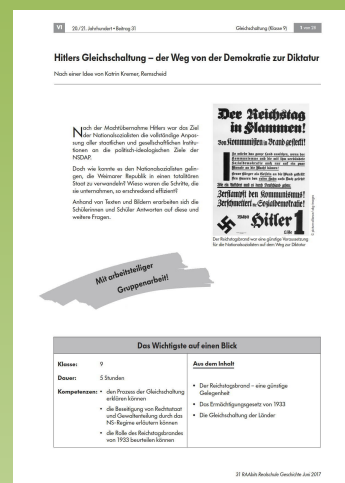 VI 20./21. Jahrhundert • Beitrag 31 Gleichschaltung (Klasse 9) 1 von 28
Hitlers Gleichschaltung – der Weg von der Demokratie zur Diktatur
Nach einer Idee von Katrin Kremer, Remscheid
Nach der Machtübernahme Hitlers war das Ziel
der Nationalsozialisten die vollständige Anpas-
sung aller staatlichen und gesellschaftlichen Institu-
tionen an die politisch-ideologischen Ziele der
NSDAP.
Doch wie konnte es den Nationalsozialisten gelin-
gen, die Weimarer Republik in einen totalitären
Staat zu verwandeln? Wieso waren die Schritte, die
sie unternahmen, so erschreckend effizient?
Anhand von Texten und Bildern erarbeiten sich die
Schülerinnen und Schüler Antworten auf diese und
weitere Fragen.
Der Reichstag
in Flammen!
Von Kommunisten in Brand gesteckt!
Zerstampft den Kommunismus!
Zerschmettert die Sozialdemokratie!
Wählt Hitler
Liste 1
Der Reichstagsbrand war eine günstige Voraussetzung
für die Nationalsozialisten auf dem Weg zur Diktatur
Mit arbeitsteiliger
Gruppenarbeit!
Das Wichtigste auf einen Blick
Klasse: 9
Dauer: 5 Stunden
Kompetenzen: • den Prozess der Gleichschaltung
erklären können
• die Beseitigung von Rechtsstaat
und Gewaltenteilung durch das
NS-Regime erläutern können
• die Rolle des Reichstagsbrandes
von 1933 beurteilen können
Aus dem Inhalt
• Der Reichstagsbrand – eine günstige
Gelegenheit
• Das Ermächtigungsgesetz von 1933
• Die Gleichschaltung der Länder
31 RAAbits Realschule Geschichte Juni 2017